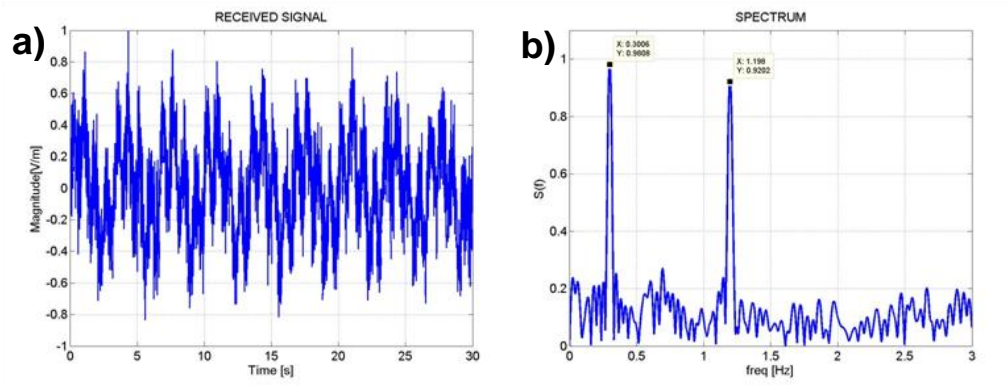 a)
RECEIVED SIGNAL
Magnitude[V/m]
1
0.8
0.6
0.4
0.2
0
-0.2
-0.4
-0.6
-0.8
-1
0 5 10 15 20 25 30
Time [s]
b)
SPECTRUM
X: 0.3006
Y: 0.9808
X: 1.198
Y: 0.9202
S(f)
1
0.8
0.6
0.4
0.2
0
0 0.5 1 1.5 2 2.5 3
freq [Hz]